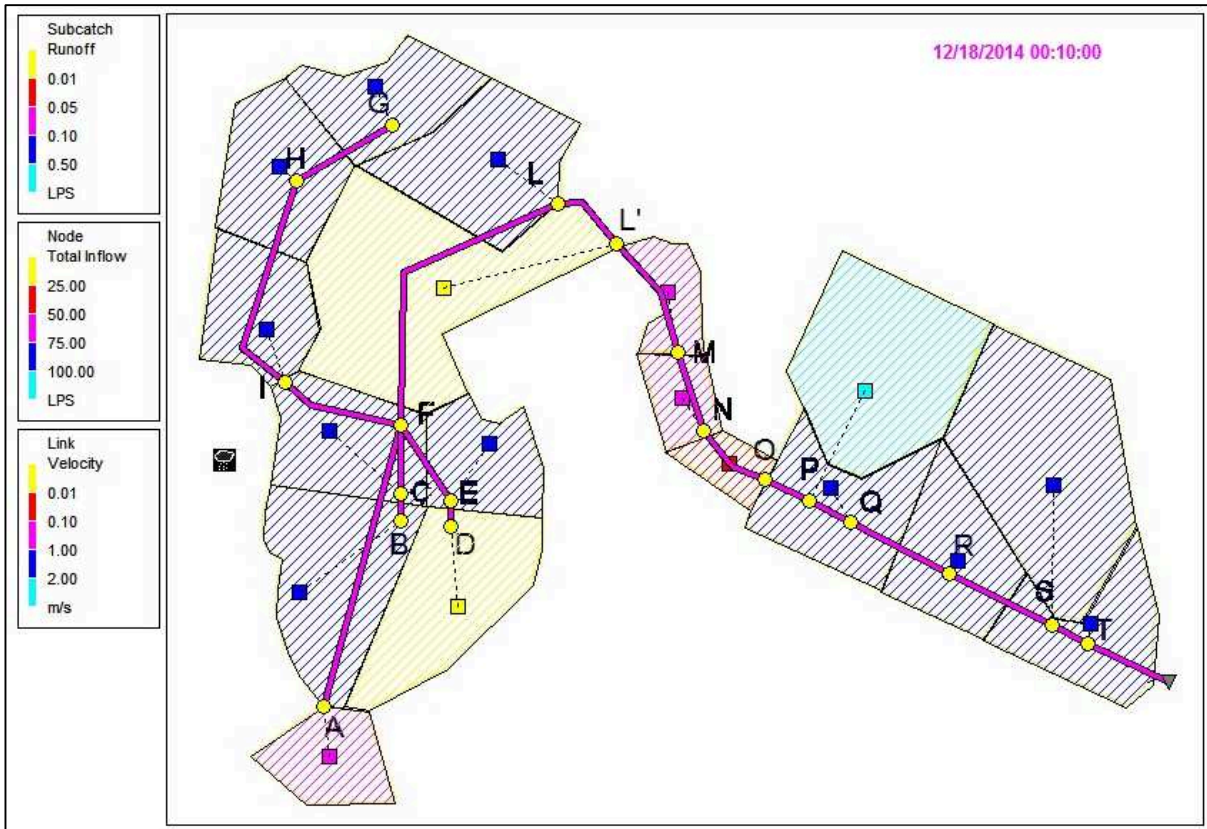 Subcatch
Runoff
0.01
0.05
0.10
0.50
LPS
Node
Total Inflow
25.00
50.00
75.00
100.00
LPS
Link
Velocity
0.01
0.10
1.00
2.00
m/s
12/18/2014 00:10:00
G
H
L
L'
I
M
F
N
O
P
C
E
Q
B
D
R
S
T
A